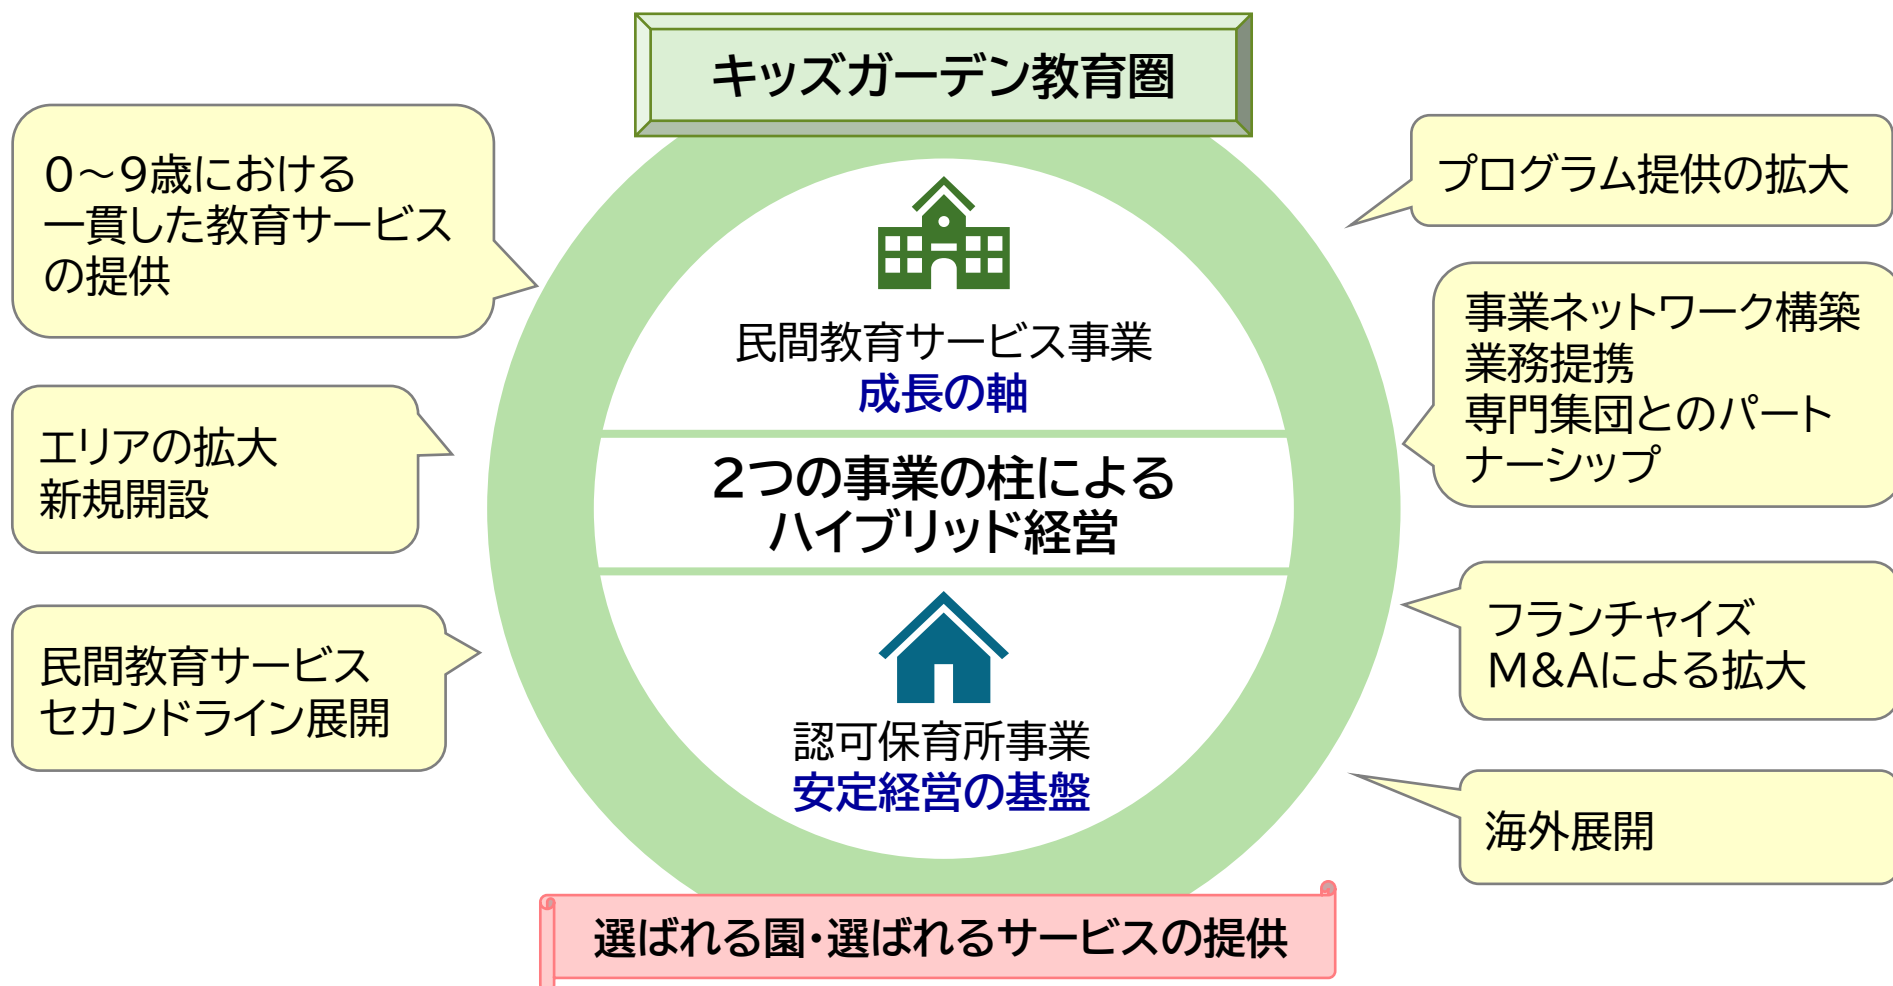 キッズガーデン教育圏
0～9歳における
一貫した教育サービス
の提供
エリアの拡大
新規開設
民間教育サービス
セカンドライン展開
民間教育サービス事業
成長の軸
2つの事業の柱による
ハイブリッド経営
認可保育所事業
安定経営の基盤
プログラム提供の拡大
事業ネットワーク構築
業務提携
専門集団とのパート
ナーシップ
フランチャイズ
M&Aによる拡大
海外展開
選ばれる園・選ばれるサービスの提供